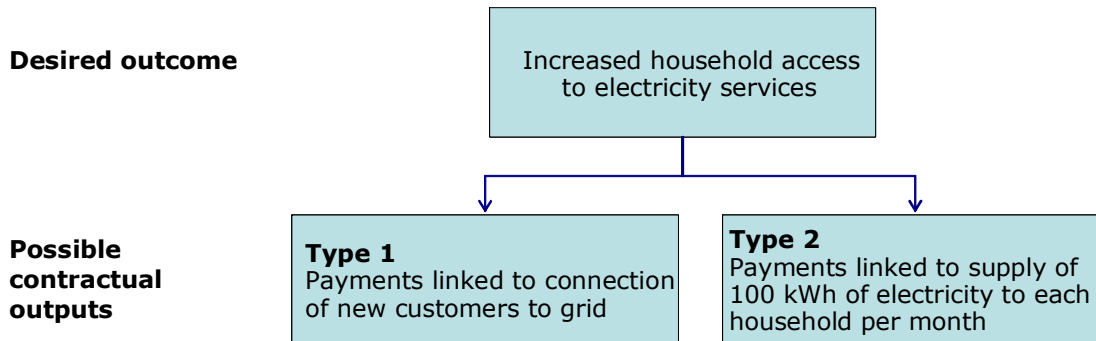 Desired outcome
Increased household access
to electricity services
Possible
contractual
outputs
Type 1
Payments linked to connection
of new customers to grid
Type 2
Payments linked to supply of
100 kWh of electricity to each
household per month